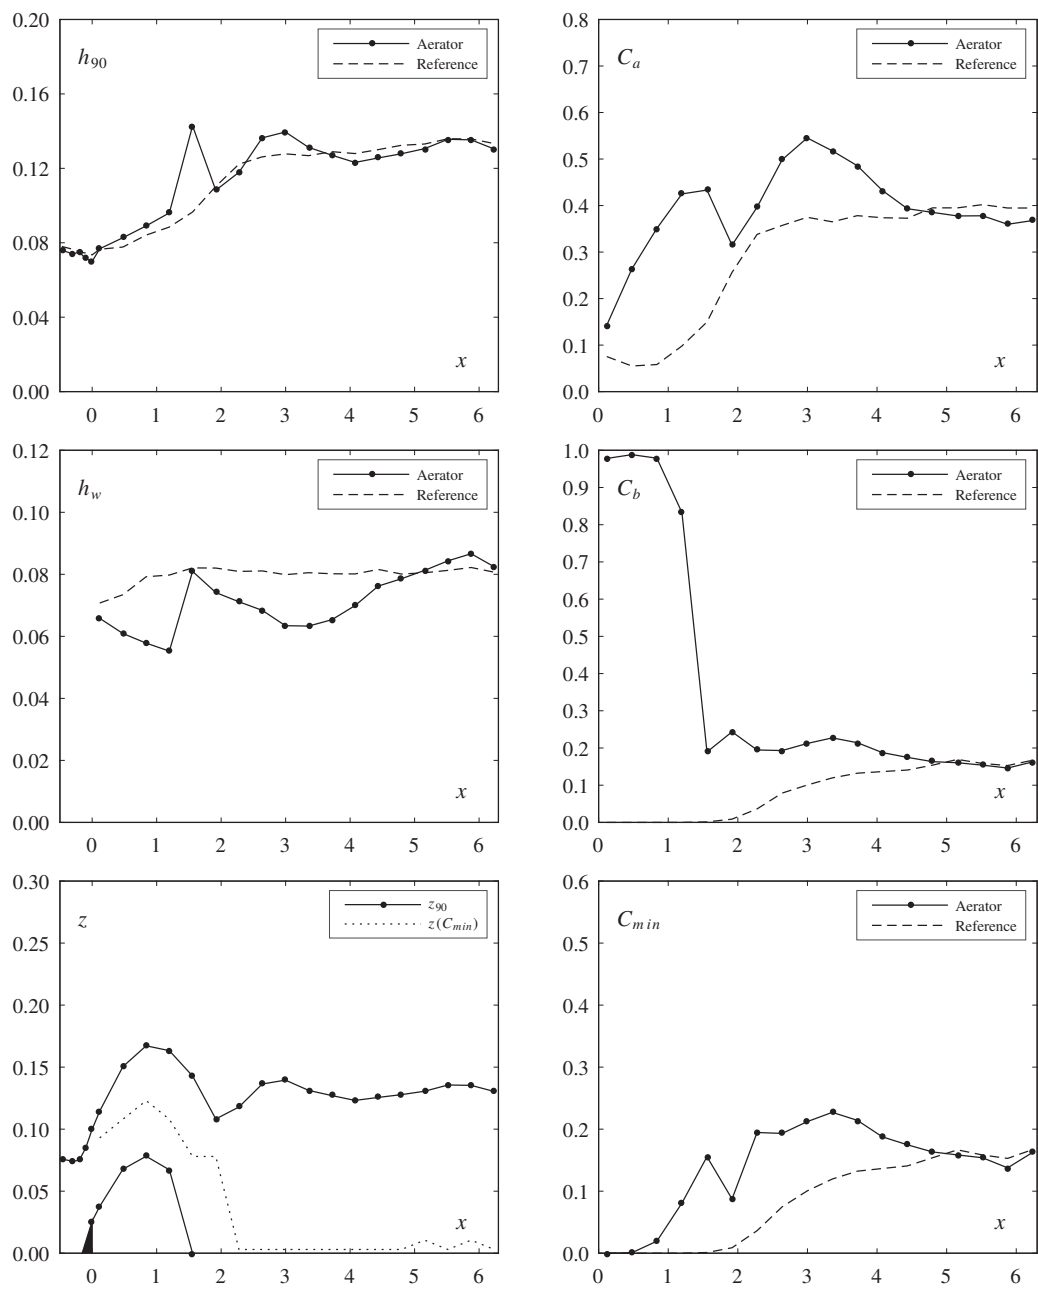 0.20
h90
Aerator
Reference
0.16
0.12
0.08
0.04
0.00
x
0 1 2 3 4 5 6
0.8
Ca
Aerator
Reference
0.7
0.6
0.5
0.4
0.3
0.2
0.1
0.0
x
0 1 2 3 4 5 6
0.12
hw
Aerator
Reference
0.10
0.08
0.06
0.04
0.02
0.00
x
0 1 2 3 4 5 6
1.0
Cb
Aerator
Reference
0.9
0.8
0.7
0.6
0.5
0.4
0.3
0.2
0.1
0.0
x
0 1 2 3 4 5 6
0.30
z
z90
z(Cmin)
0.25
0.20
0.15
0.10
0.05
0.00
x
0 1 2 3 4 5 6
0.6
Cmin
Aerator
Reference
0.5
0.4
0.3
0.2
0.1
0.0
x
0 1 2 3 4 5 6